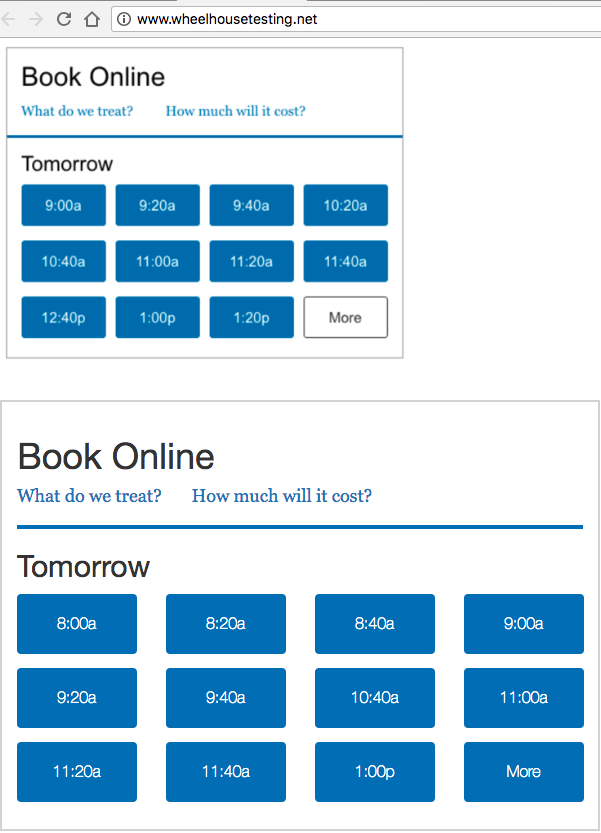 www.wheelhousetesting.net
Book Online
What do we treat? How much will it cost?
Tomorrow
9:00a 9:20a 9:40a 10:20a
10:40a 11:00a 11:20a 11:40a
12:40p 1:00p 1:20p More
Book Online
What do we treat? How much will it cost?
Tomorrow
8:00a 8:20a 8:40a 9:00a
9:20a 9:40a 10:40a 11:00a
11:20a 11:40a 1:00p More